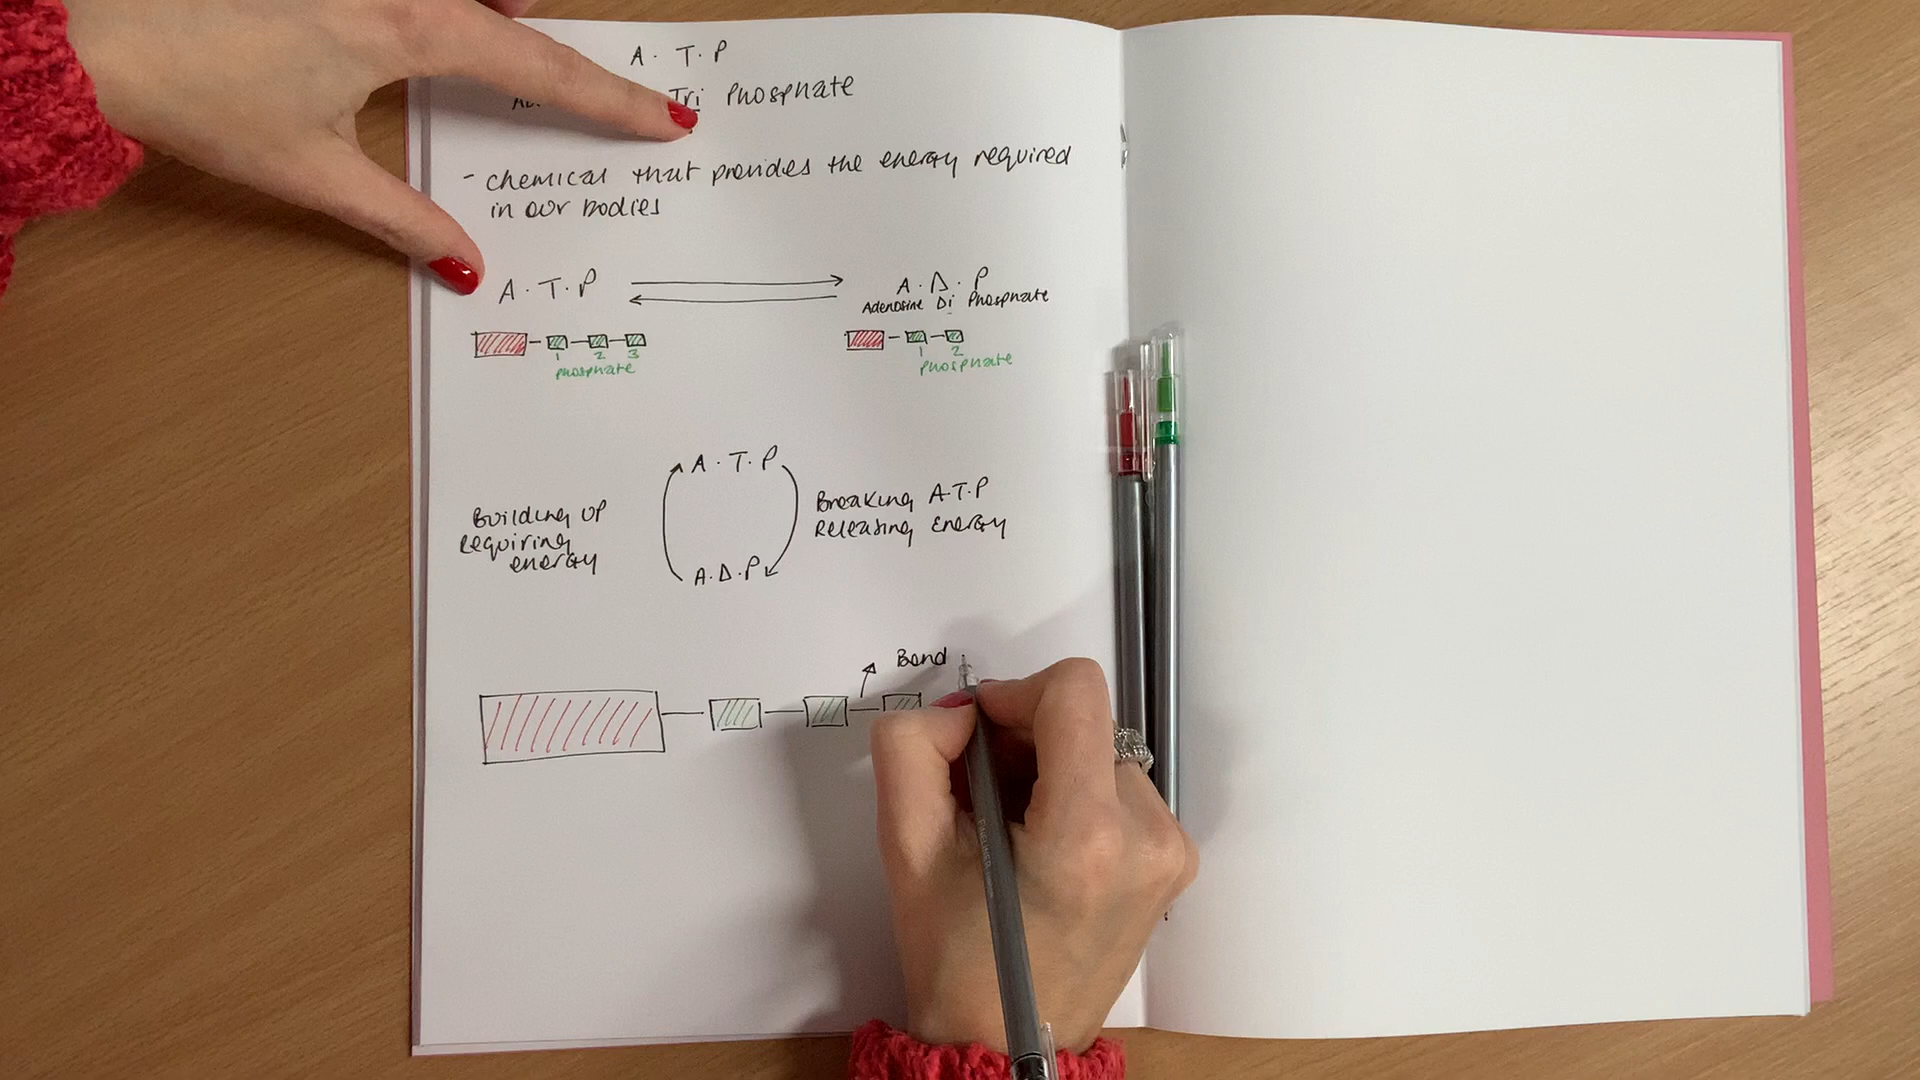 A. T. P
Tri Phosphate
- chemical that provides the energy required
in our bodies
A. T. P
A. D. P
Adenosine Di Phosphate
1 2 3
phosphate
1 2
phosphate
A. T. P
Building up
requiring
energy
Breaking A.T.P
Releasing energy
A. D. P
Bond